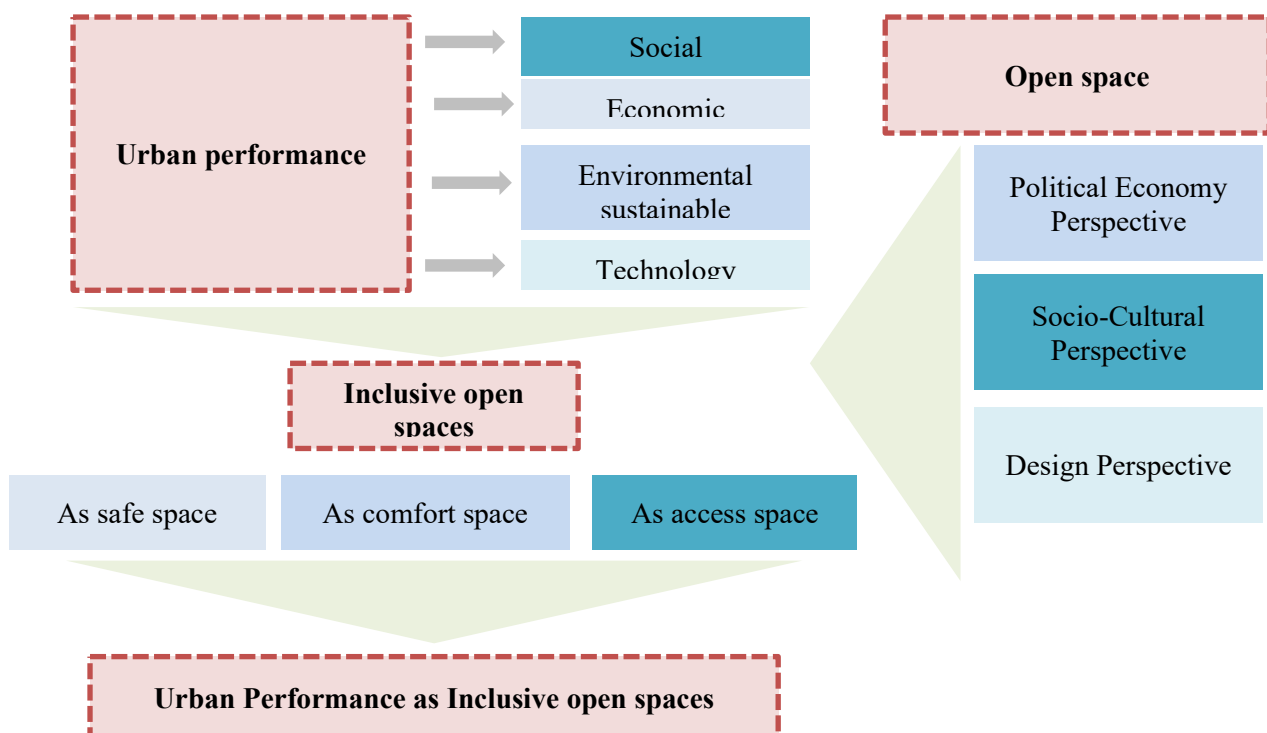 Urban performance
Social
Economic
Environmental
sustainable
Technology
Open space
Political Economy
Perspective
Socio-Cultural
Perspective
Design Perspective
Inclusive open
spaces
As safe space
As comfort space
As access space
Urban Performance as Inclusive open spaces